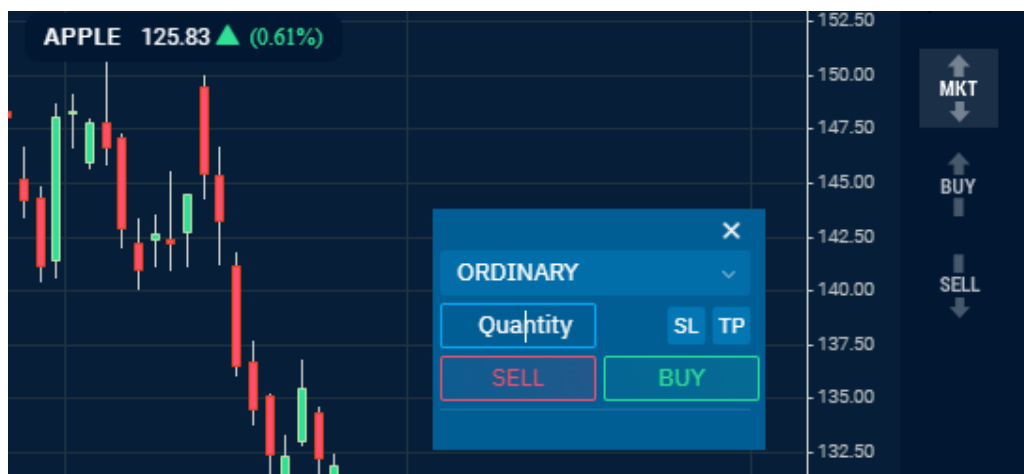 APPLE 125.83 ▲ (0.61%)
152.50
150.00
147.50
145.00
142.50
140.00
137.50
135.00
132.50
MKT
BUY
SELL
×
ORDINARY
Quantity
SL TP
SELL BUY